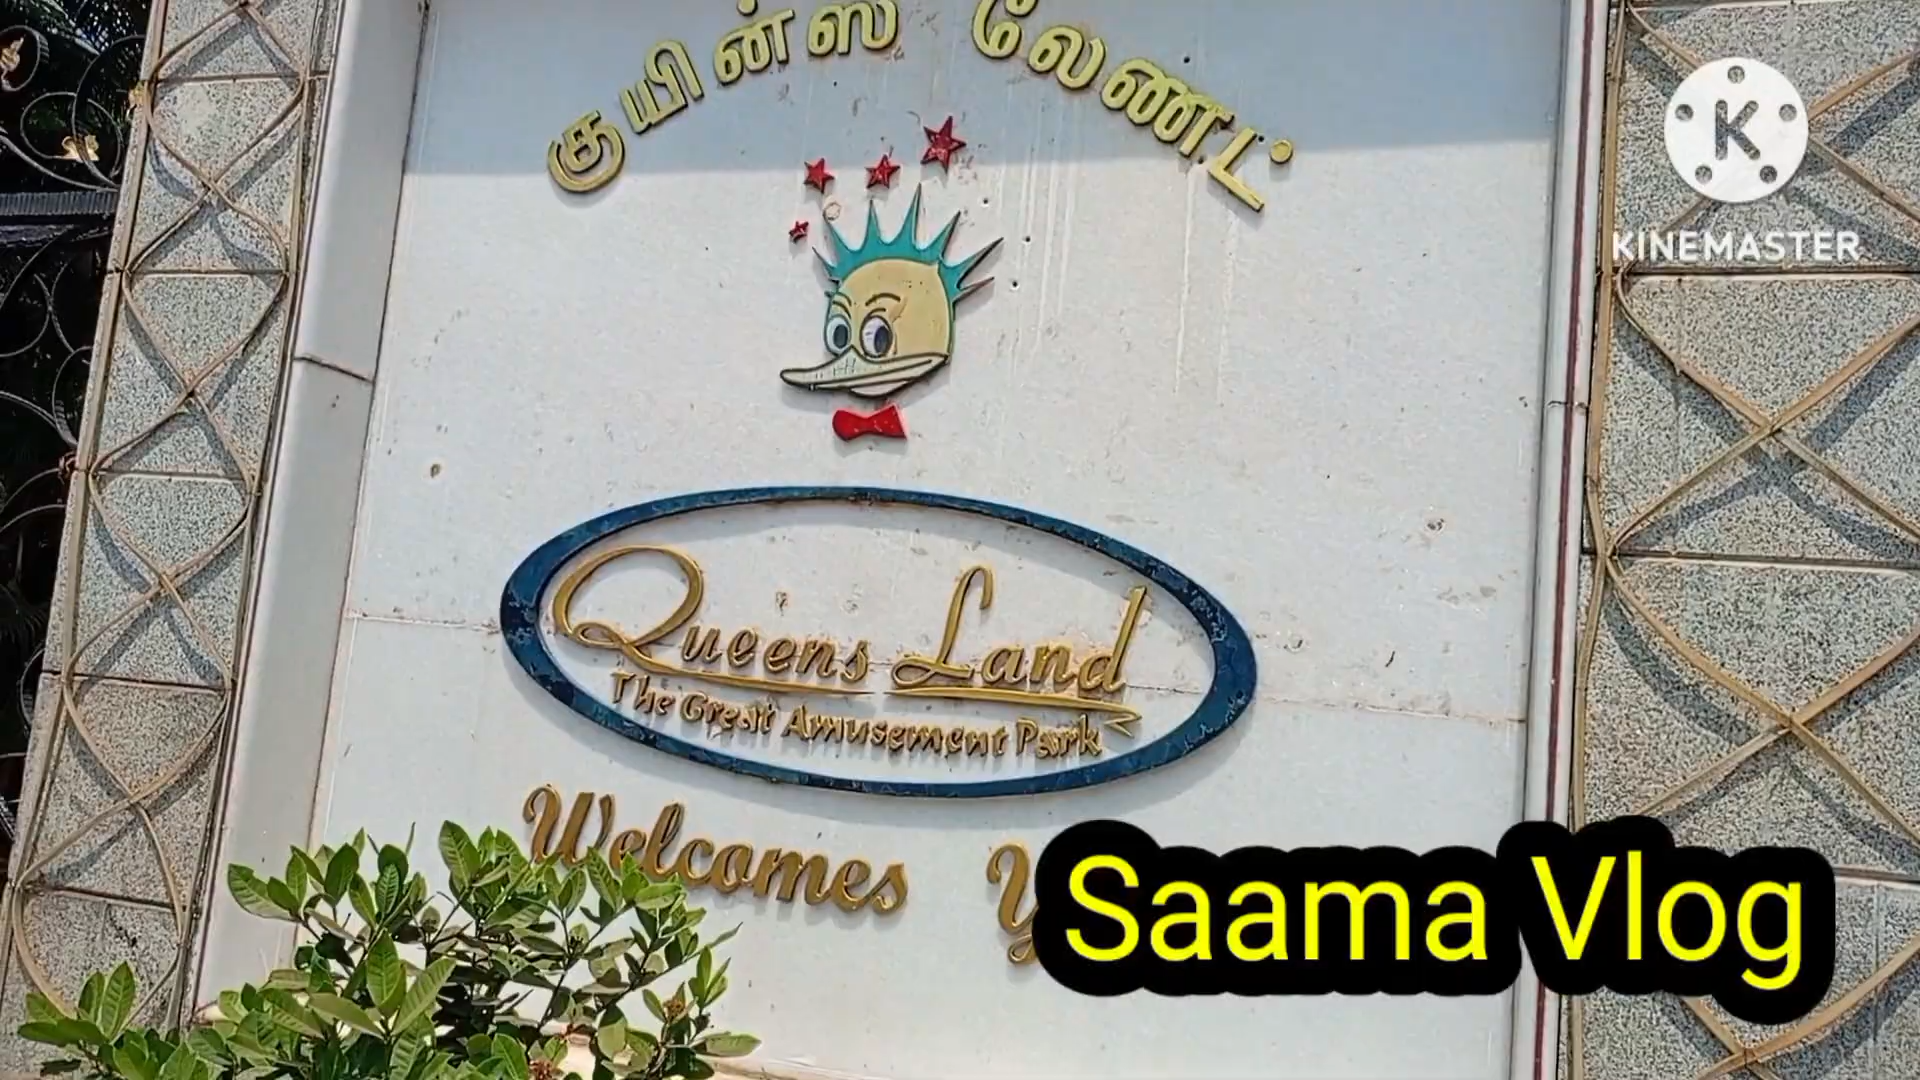 குயின்ஸ் லேண்ட்
K
KINEMASTER
Queens Land
The Great Amusement Park
Welcomes
Saama Vlog